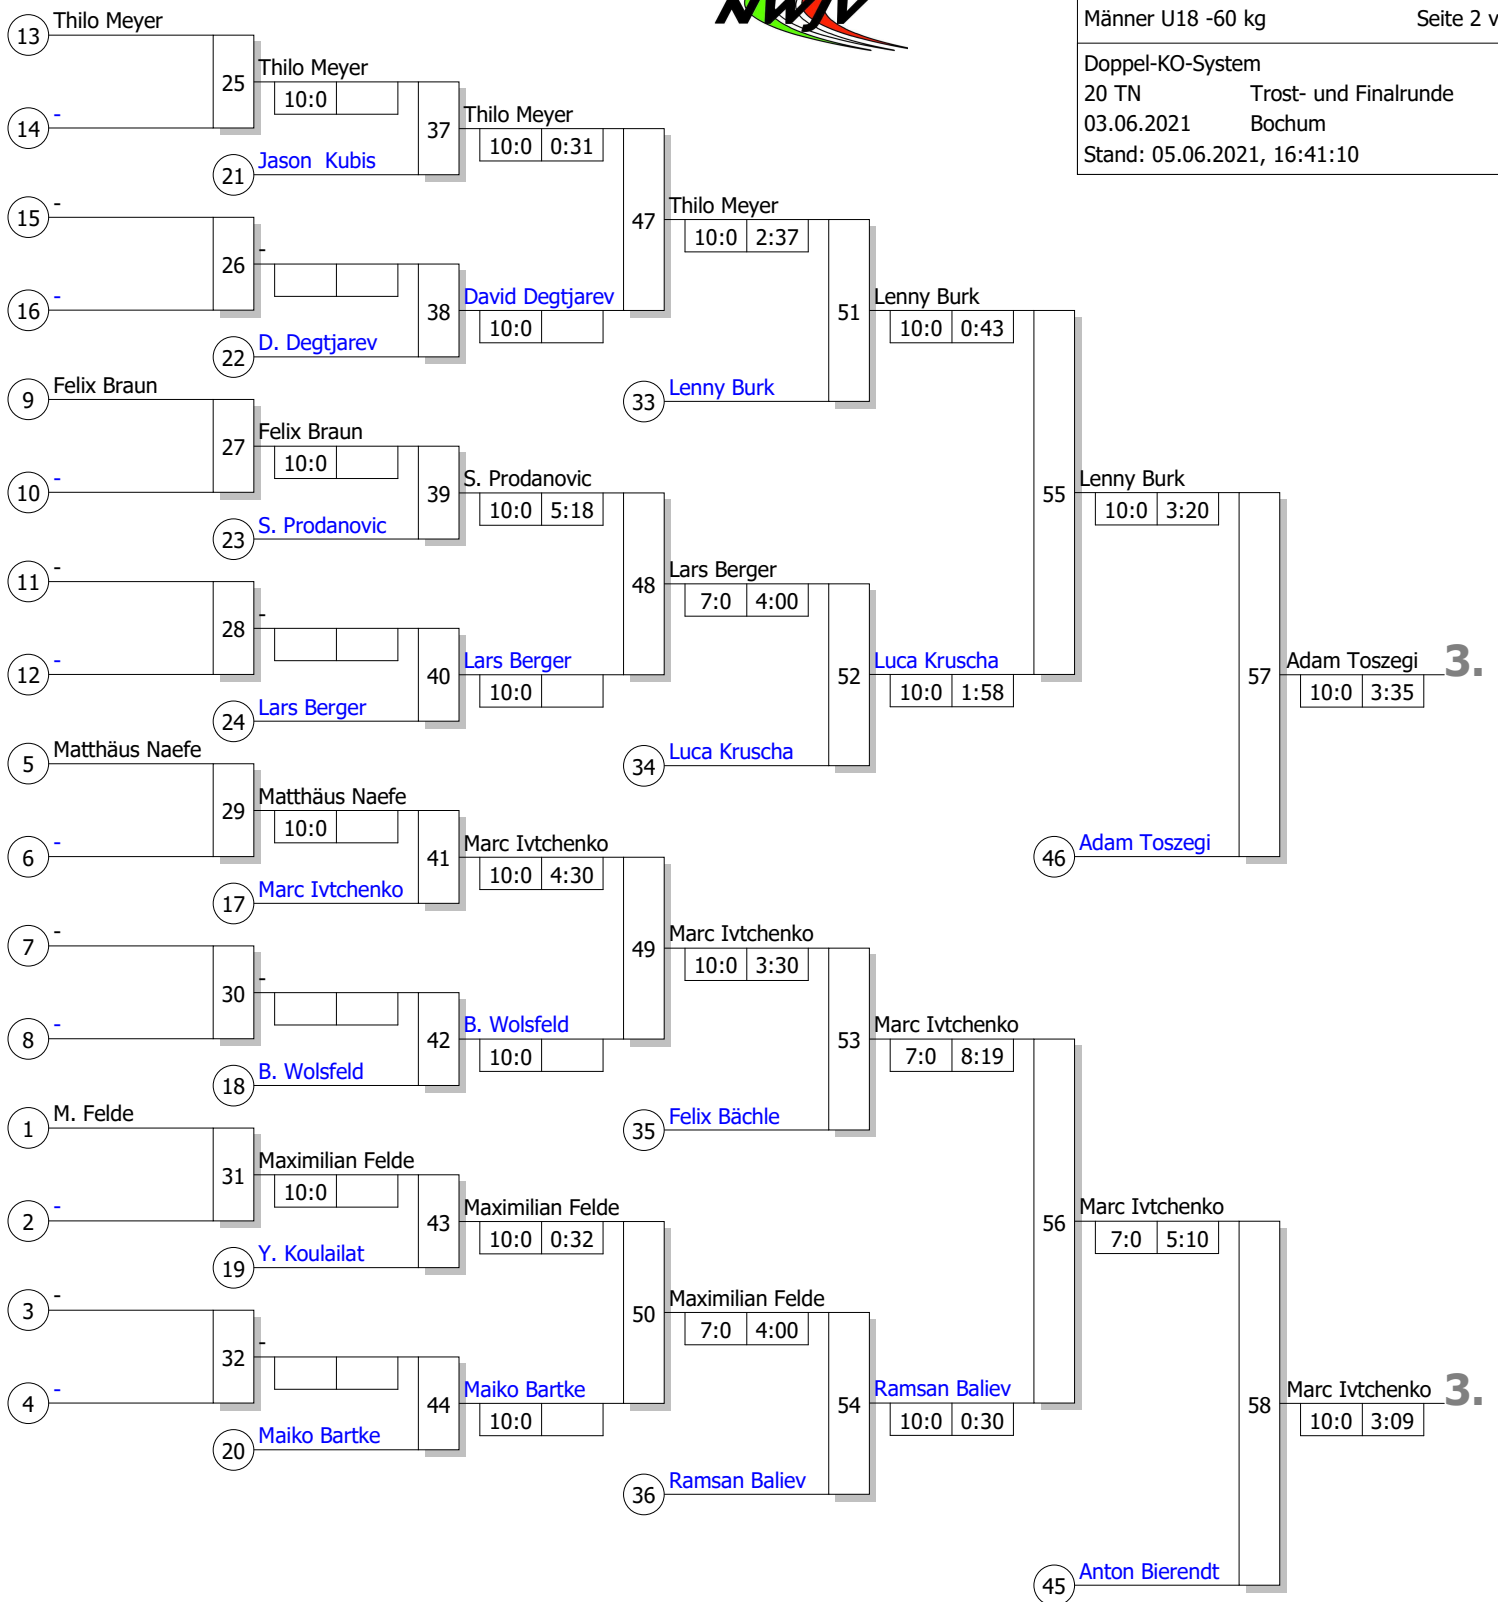 NWJV
Männer U18 -60 kg Seite 2 v
Doppel-KO-System
20 TN Trost- und Finalrunde
03.06.2021 Bochum
Stand: 05.06.2021, 16:41:10
13 Thilo Meyer
25 Thilo Meyer
10:0
14 -
37 Thilo Meyer
10:0 0:31
21 Jason Kubis
15 -
47 Thilo Meyer
10:0 2:37
26 -
16 -
38 David Degtjarev
10:0
22 D. Degtjarev
51 Lenny Burk
10:0 0:43
9 Felix Braun
33 Lenny Burk
27 Felix Braun
10:0
10 -
39 S. Prodanovic
10:0 5:18
23 S. Prodanovic
55 Lenny Burk
10:0 3:20
11 -
48 Lars Berger
7:0 4:00
28 -
12 -
40 Lars Berger
10:0
24 Lars Berger
52 Luca Kruscha
10:0 1:58
57 Adam Toszegi 3.
10:0 3:35
34 Luca Kruscha
5 Matthäus Naefe
29 Matthäus Naefe
10:0
6 -
41 Marc Ivtchenko
10:0 4:30
46 Adam Toszegi
17 Marc Ivtchenko
7 -
49 Marc Ivtchenko
10:0 3:30
30 -
8 -
42 B. Wolsfeld
10:0
18 B. Wolsfeld
53 Marc Ivtchenko
7:0 8:19
1 M. Felde
35 Felix Bächle
31 Maximilian Felde
10:0
2 -
43 Maximilian Felde
10:0 0:32
19 Y. Koulailat
56 Marc Ivtchenko
7:0 5:10
3 -
50 Maximilian Felde
7:0 4:00
32 -
4 -
44 Maiko Bartke
10:0
20 Maiko Bartke
54 Ramsan Baliev
10:0 0:30
58 Marc Ivtchenko 3.
10:0 3:09
36 Ramsan Baliev
45 Anton Bierendt